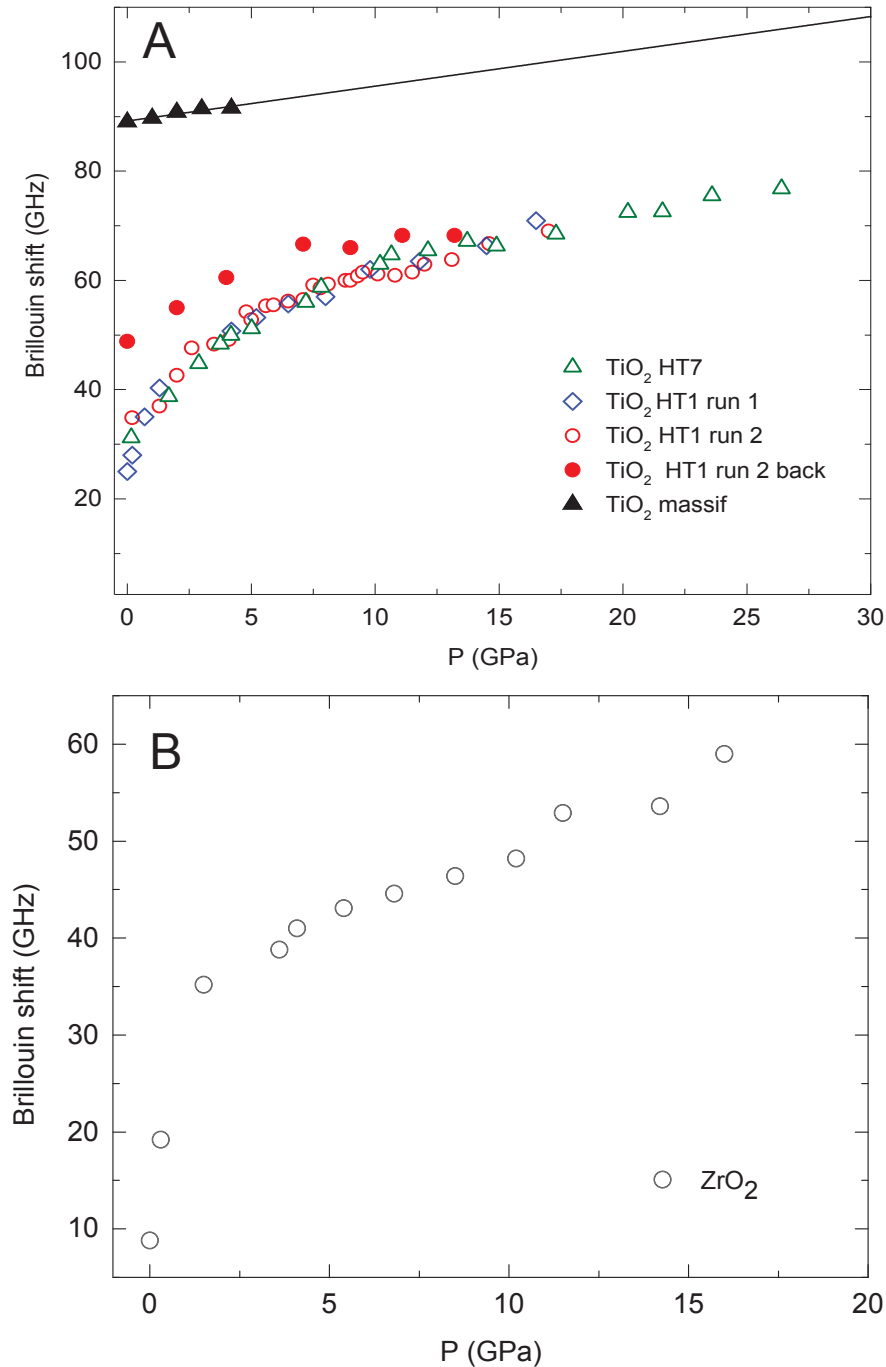 A
100
80
60
40
20
Brillouin shift (GHz)
TiO2 HT7
TiO2 HT1 run 1
TiO2 HT1 run 2
TiO2 HT1 run 2 back
TiO2 massif
0 5 10 15 20 25 30
P (GPa)
B
60
50
40
30
20
10
Brillouin shift (GHz)
ZrO2
0 5 10 15 20
P (GPa)